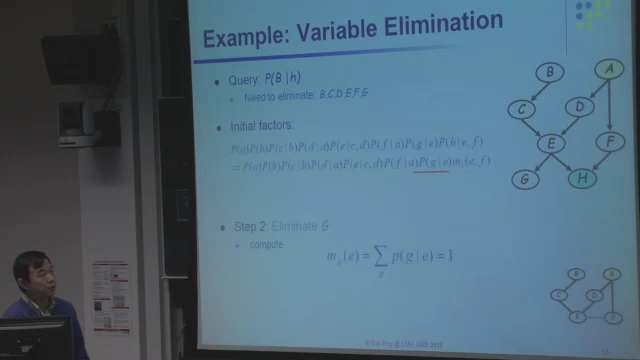 Example: Variable Elimination
Query: P(B | h)
Need to eliminate: B,C,D,E,F,G
Initial factors:
P(a)P(b)P(c|b)P(d|a)P(e|c,d)P(f|a)P(g|e)P(h|e,f)
⇒ P(a)P(b)P(c|b)P(d|a)P(e|c,d)P(f|a)P(g|e)m_h(e,f)
Step 2: Eliminate G
compute
m_g(e) = ∑_g p(g|e) = 1
B
A
C
D
E
F
G
H
B
A
C
D
E
F